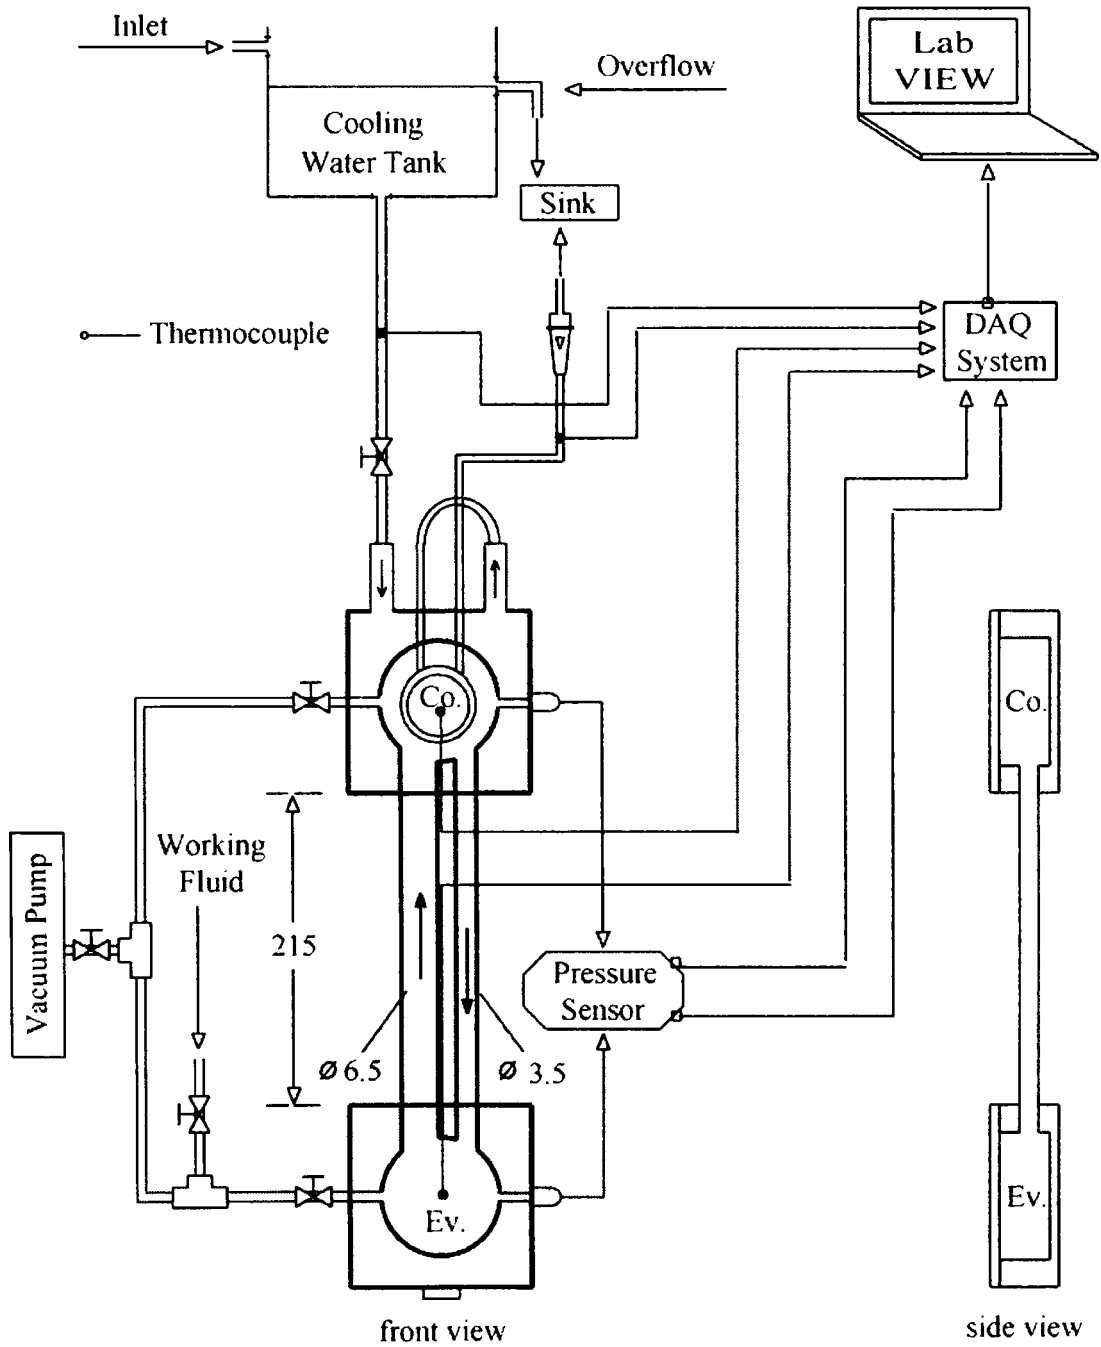 Inlet
Overflow
Lab
VIEW
Cooling
Water Tank
Sink
Thermocouple
DAQ
System
Co.
Co.
Working
Fluid
Vacuum Pump
215
Pressure
Sensor
Ø 6.5
Ø 3.5
Ev.
Ev.
front view
side view